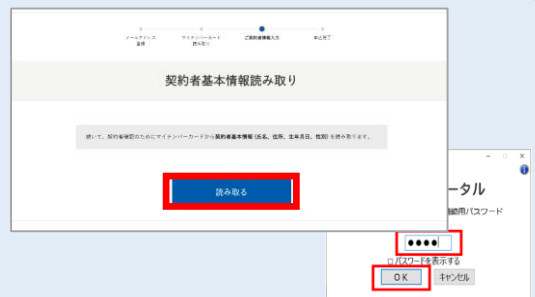 メールアドレス
登録
マイナンバーカード
読み取り
ご契約者情報入力
申込完了
契約者基本情報読み取り
続いて、契約者確認のためにマイナンバーカードから契約者基本情報（氏名、住所、生年月日、性別）を読み取ります。
読み取る
ータル
助用パスワード
●●●●
□パスワードを表示する
OK
キャンセル